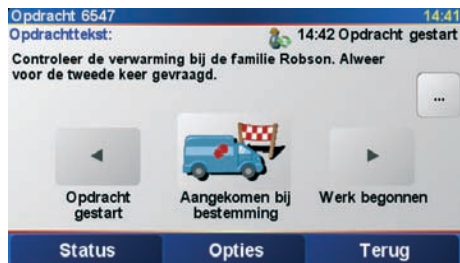 Opdracht 6547 14:41
Opdrachttekst: 14:42 Opdracht gestart
Controleer de verwarming bij de familie Robson. Alweer
voor de tweede keer gevraagd.
...
Opdracht
gestart
Aangekomen bij
bestemming
Werk begonnen
Status Opties Terug